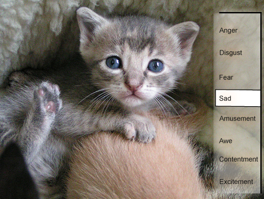 Anger
Disgust
Fear
Sad
Amusement
Awe
Contentment
Excitement